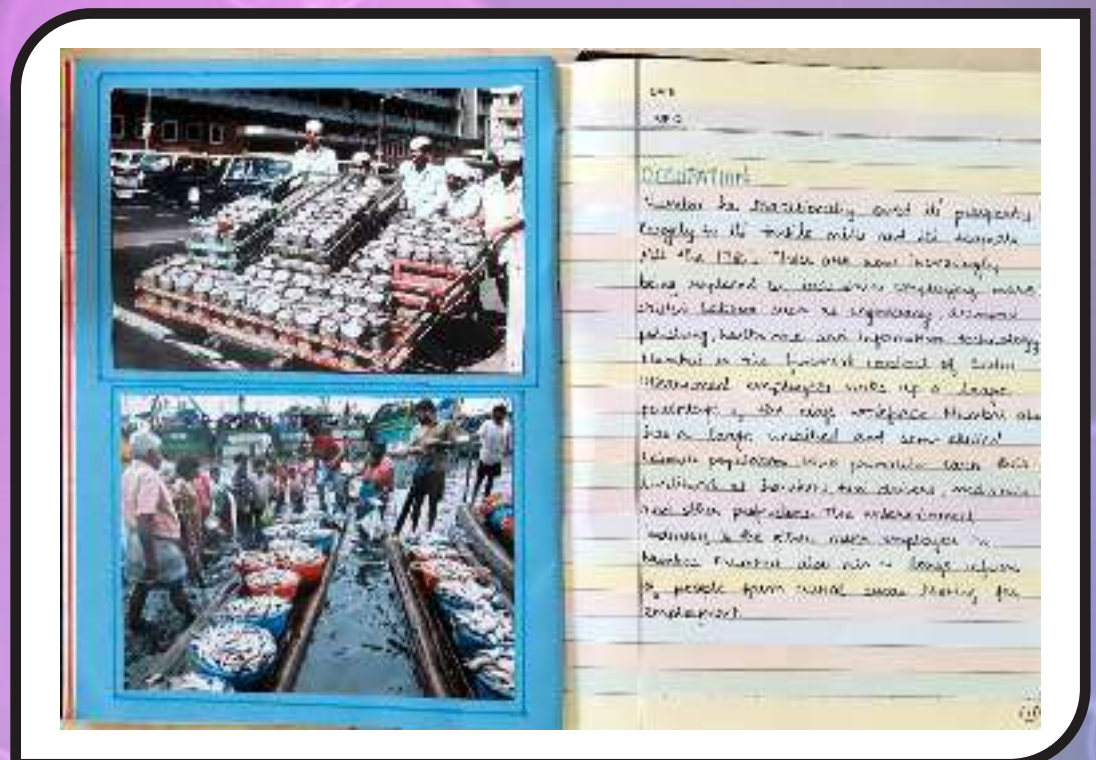 DATE
OCCUPATION
Mumbai has traditionally owed its prosperity
largely to its textile mills and its seaports
till the 1980s. These are now increasingly
being replaced by industries employing more
skilled labour such as engineering, diamond
polishing, healthcare and information technology
Mumbai is the financial capital of India
Government employees make up a large
percentage of the city's workforce Mumbai also
has a large unskilled and semi skilled
labour population who primarily earn their
livelihood as hawkers, taxi drivers, mechanics
and other professions The entertainment
industry is the other major employer in
Mumbai Mumbai also has a large
of people from rural areas looking for
employment